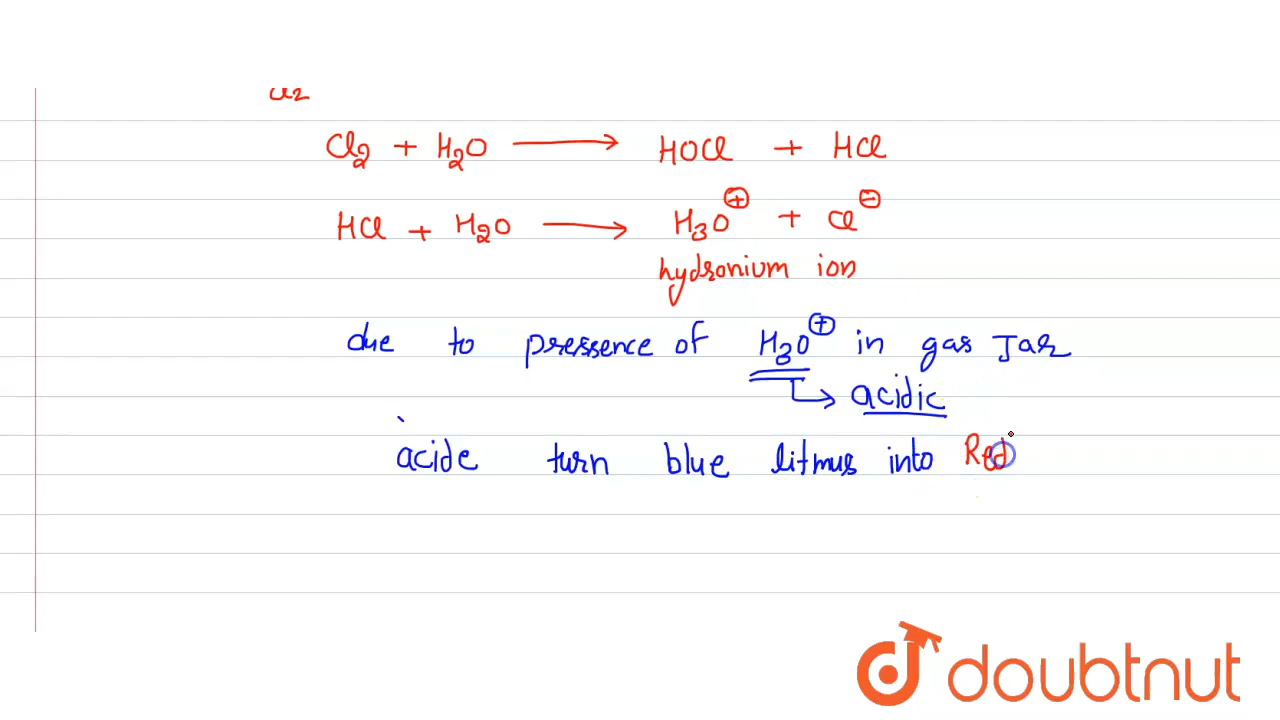 Cl₂ + H₂O ⟶ HOCl + HCl
HCl + H₂O ⟶ H₃O⊕ + Cl⊖
hydronium ion
due to pressence of H₃O⊕ in gas Jar
↳ acidic
acide turn blue litmus into Red
doubtnut